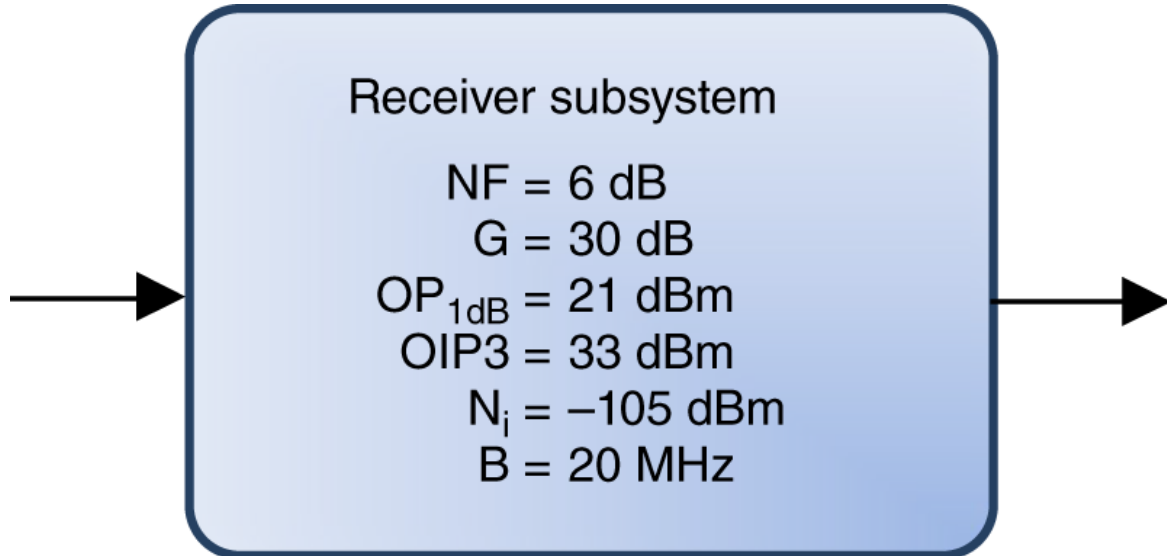 Receiver subsystem
NF = 6 dB
G = 30 dB
OP1dB = 21 dBm
OIP3 = 33 dBm
Ni = –105 dBm
B = 20 MHz